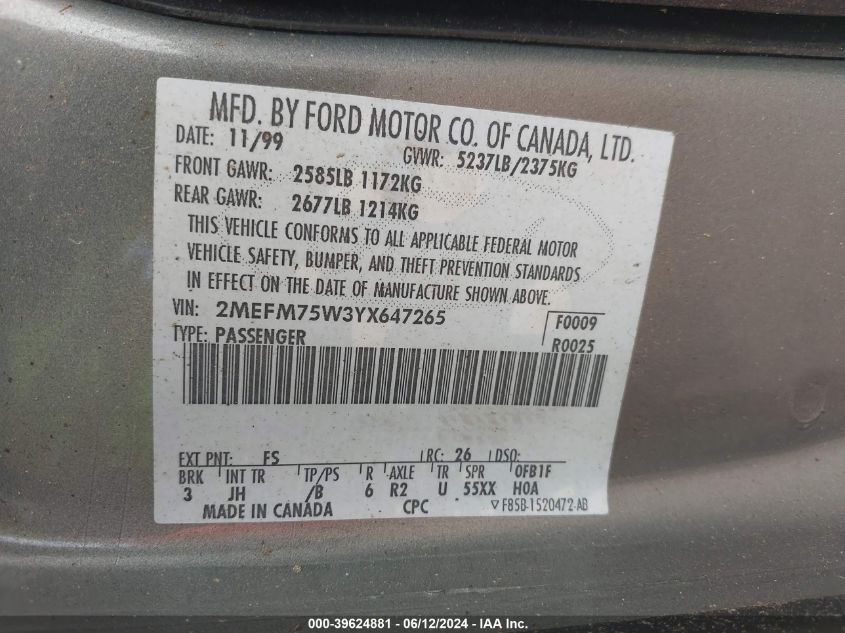 MFD. BY FORD MOTOR CO. OF CANADA, LTD.
DATE: 11/99 GVWR: 5237LB/2375KG
FRONT GAWR: 2585LB 1172KG
REAR GAWR: 2677LB 1214KG
THIS VEHICLE CONFORMS TO ALL APPLICABLE FEDERAL MOTOR
VEHICLE SAFETY, BUMPER, AND THEFT PREVENTION STANDARDS
IN EFFECT ON THE DATE OF MANUFACTURE SHOWN ABOVE.
VIN: 2MEFM75W3YX647265 F0009
TYPE: PASSENGER R0025
EXT PNT: FS RC: 26 DSO:
BRK INT TR TP/PS R AXLE TR SPR OFB1F
3 JH /B 6 R2 U 55XX H0A
MADE IN CANADA CPC ▽F85B-1520472-AB
000-39624881 - 06/12/2024 - IAA Inc.